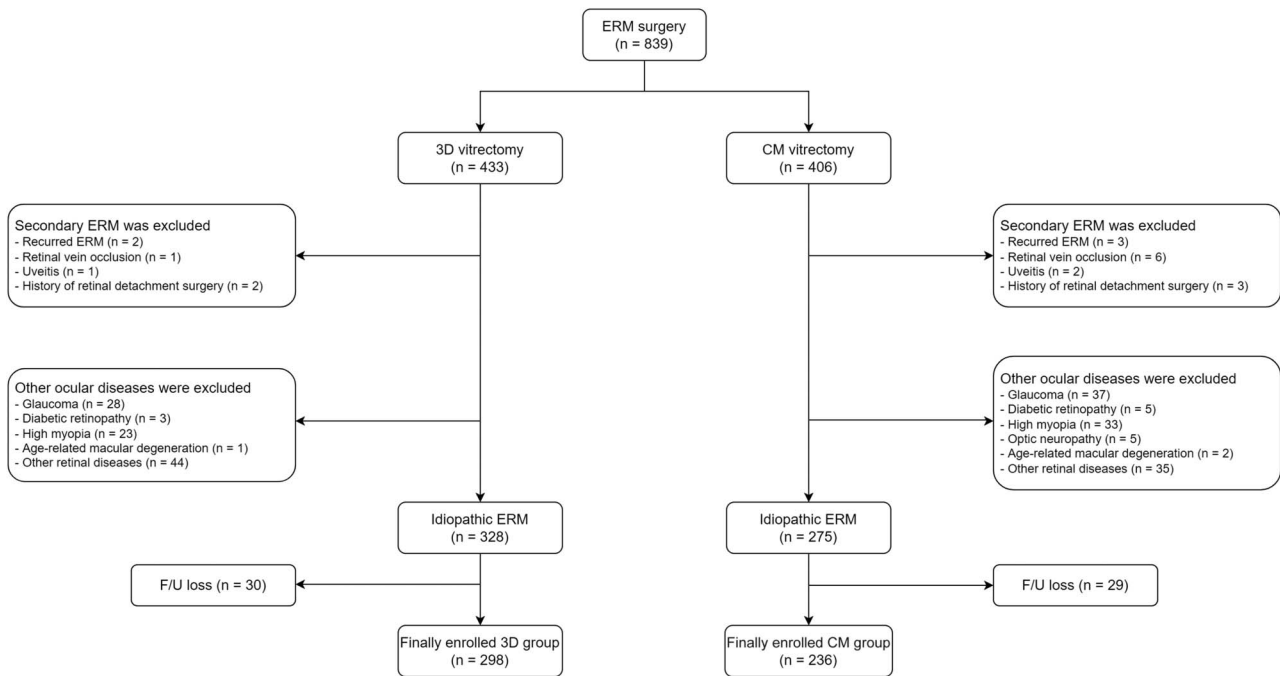 ERM surgery
(n = 839)
3D vitrectomy
(n = 433)
CM vitrectomy
(n = 406)
Secondary ERM was excluded
- Recurred ERM (n = 2)
- Retinal vein occlusion (n = 1)
- Uveitis (n = 1)
- History of retinal detachment surgery (n = 2)
Secondary ERM was excluded
- Recurred ERM (n = 3)
- Retinal vein occlusion (n = 6)
- Uveitis (n = 2)
- History of retinal detachment surgery (n = 3)
Other ocular diseases were excluded
- Glaucoma (n = 28)
- Diabetic retinopathy (n = 3)
- High myopia (n = 23)
- Age-related macular degeneration (n = 1)
- Other retinal diseases (n = 44)
Other ocular diseases were excluded
- Glaucoma (n = 37)
- Diabetic retinopathy (n = 5)
- High myopia (n = 33)
- Optic neuropathy (n = 5)
- Age-related macular degeneration (n = 2)
- Other retinal diseases (n = 35)
Idiopathic ERM
(n = 328)
Idiopathic ERM
(n = 275)
F/U loss (n = 30)
F/U loss (n = 29)
Finally enrolled 3D group
(n = 298)
Finally enrolled CM group
(n = 236)